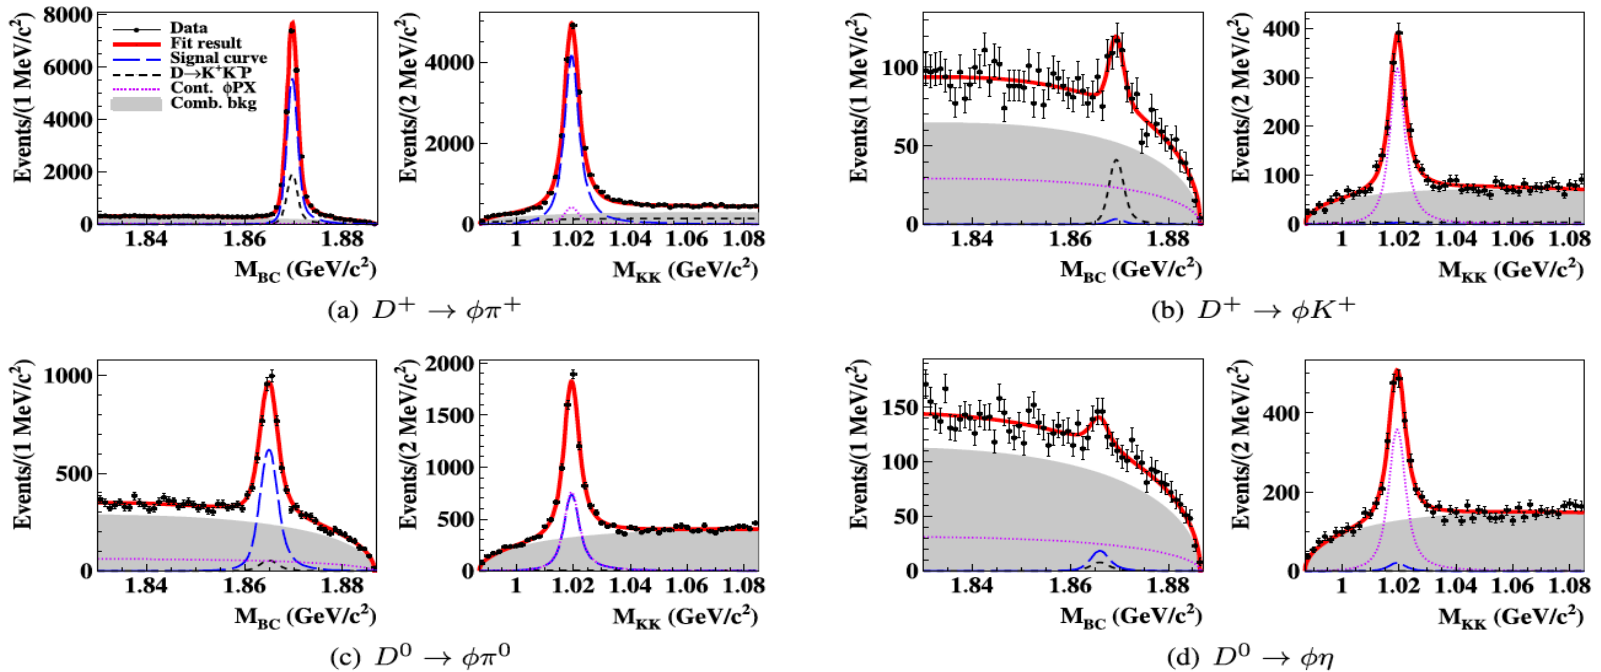 8000
6000
4000
2000
0
Events/(1 MeV/c²)
Data
Fit result
Signal curve
D→K⁺K⁻P
Cont. ϕPX
Comb. bkg
1.84 1.86 1.88
M_BC (GeV/c²)
4000
2000
0
Events/(2 MeV/c²)
1 1.02 1.04 1.06 1.08
M_KK (GeV/c²)
(a) D⁺ → ϕπ⁺
100
50
0
Events/(1 MeV/c²)
1.84 1.86 1.88
M_BC (GeV/c²)
400
300
200
100
0
Events/(2 MeV/c²)
1 1.02 1.04 1.06 1.08
M_KK (GeV/c²)
(b) D⁺ → ϕK⁺
1000
500
0
Events/(1 MeV/c²)
1.84 1.86 1.88
M_BC (GeV/c²)
2000
1500
1000
500
0
Events/(2 MeV/c²)
1 1.02 1.04 1.06 1.08
M_KK (GeV/c²)
(c) D⁰ → ϕπ⁰
150
100
50
0
Events/(1 MeV/c²)
1.84 1.86 1.88
M_BC (GeV/c²)
400
200
0
Events/(2 MeV/c²)
1 1.02 1.04 1.06 1.08
M_KK (GeV/c²)
(d) D⁰ → ϕη